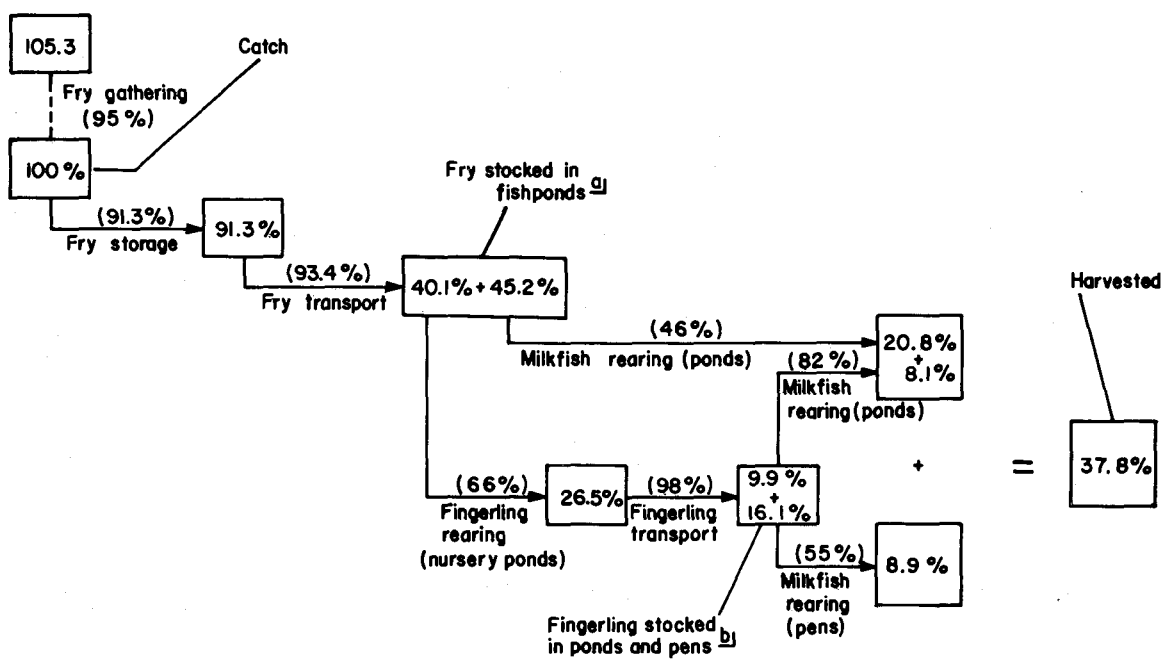 105.3
Catch
Fry gathering
(95%)
100%
Fry stocked in
fishponds a
(91.3%)
Fry storage
91.3%
(93.4%)
Fry transport
40.1% + 45.2%
Harvested
(46%)
Milkfish rearing (ponds)
20.8%
+
8.1%
(82%)
Milkfish
rearing (ponds)
(66%)
Fingerling
rearing
(nursery ponds)
26.5%
(98%)
Fingerling
transport
9.9%
+
16.1%
+
=
37.8%
(55%)
Milkfish
rearing
(pens)
8.9%
Fingerling stocked
in ponds and pens b